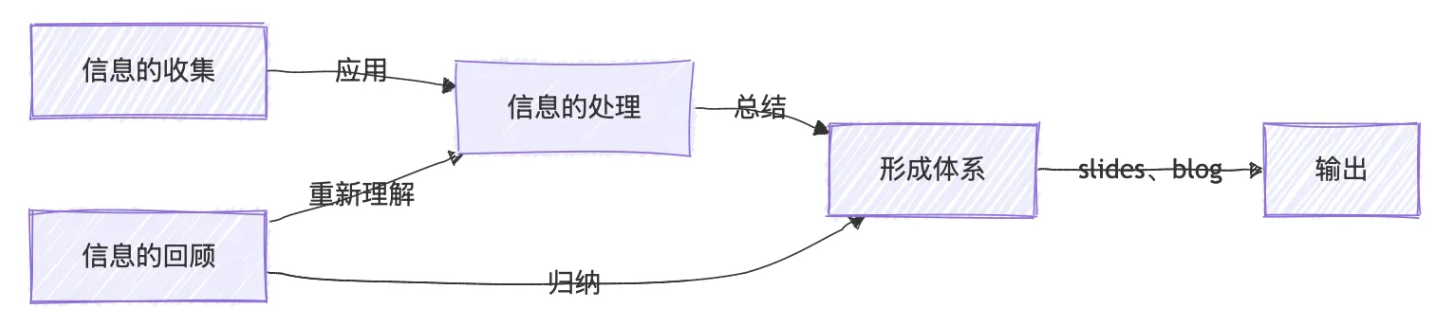 信息的收集
应用
信息的处理
总结
形成体系
slides、blog
输出
重新理解
信息的回顾
归纳